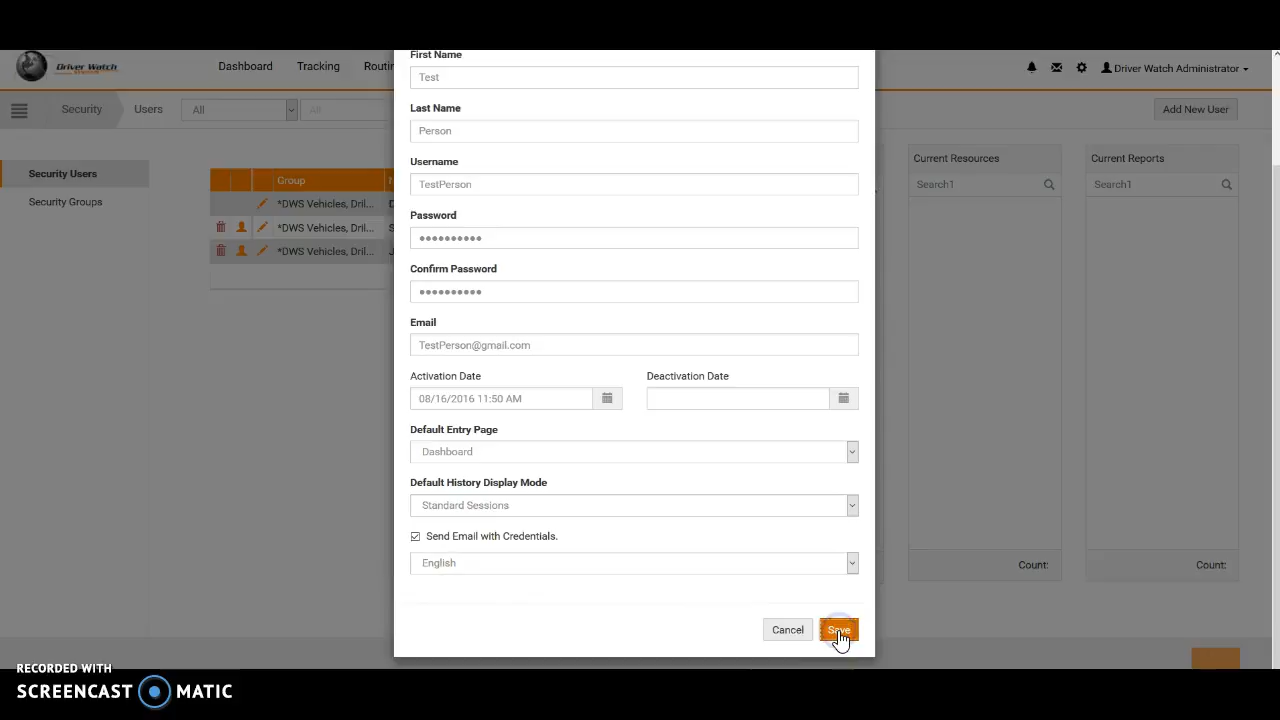 First Name
Driver Watch
Dashboard
Tracking
Driver Watch Administrator
Test
Last Name
Security
Users
All
All
Add New User
Person
Username
Current Resources
Current Reports
Security Users
Group
TestPerson
Search1
Search1
Security Groups
*DWS Vehicles, Dril...
Password
*DWS Vehicles, Dril...
••••••••••
*DWS Vehicles, Dril...
Confirm Password
••••••••••
Email
TestPerson@gmail.com
Activation Date
Deactivation Date
08/16/2016 11:50 AM
Default Entry Page
Dashboard
Default History Display Mode
Standard Sessions
Send Email with Credentials.
English
Count:
Count:
Cancel
Save
RECORDED WITH
SCREENCAST MATIC